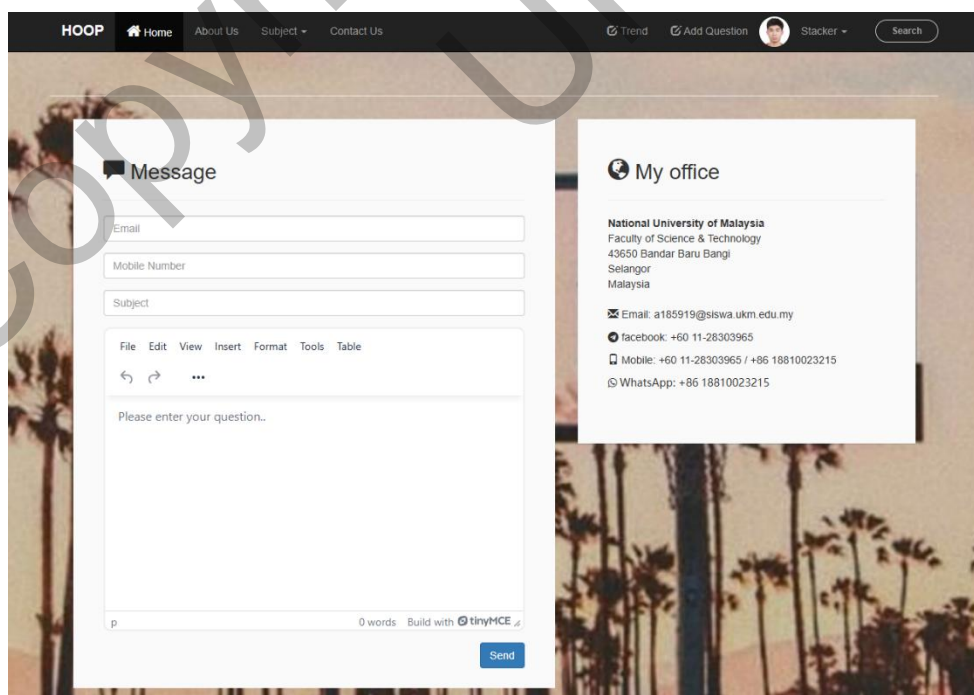 HOOP Home About Us Subject Contact Us Trend Add Question Stacker Search
Message
Email
Mobile Number
Subject
File Edit View Insert Format Tools Table
...
Please enter your question..
p 0 words Build with tinyMCE
Send
My office
National University of Malaysia
Faculty of Science & Technology
43650 Bandar Baru Bangi
Selangor
Malaysia
Email: a185919@siswa.ukm.edu.my
facebook: +60 11-28303965
Mobile: +60 11-28303965 / +86 18810023215
WhatsApp: +86 18810023215